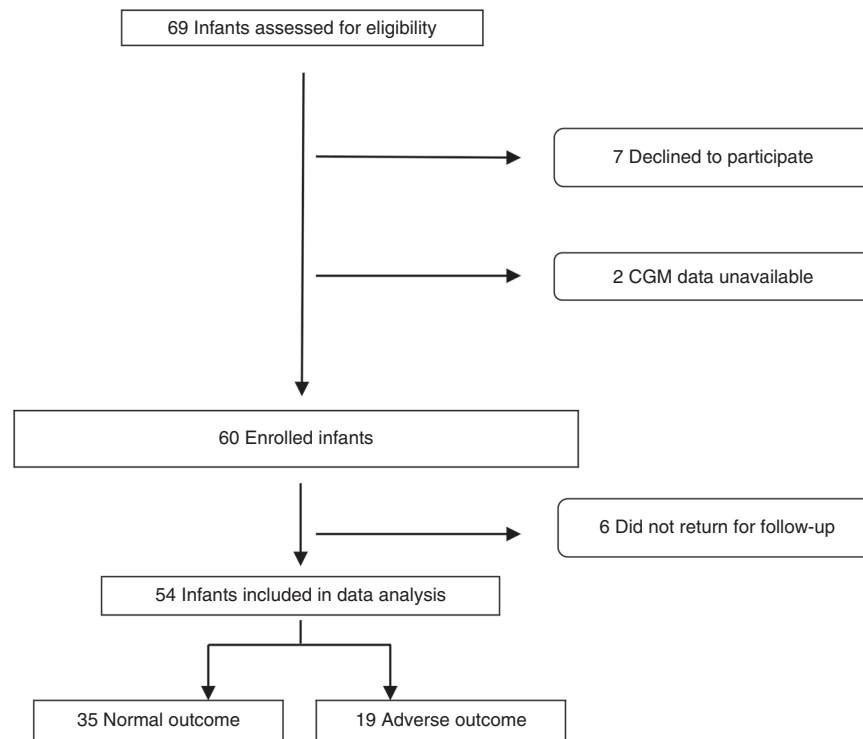 69 Infants assessed for eligibility
7 Declined to participate
2 CGM data unavailable
60 Enrolled infants
6 Did not return for follow-up
54 Infants included in data analysis
35 Normal outcome
19 Adverse outcome